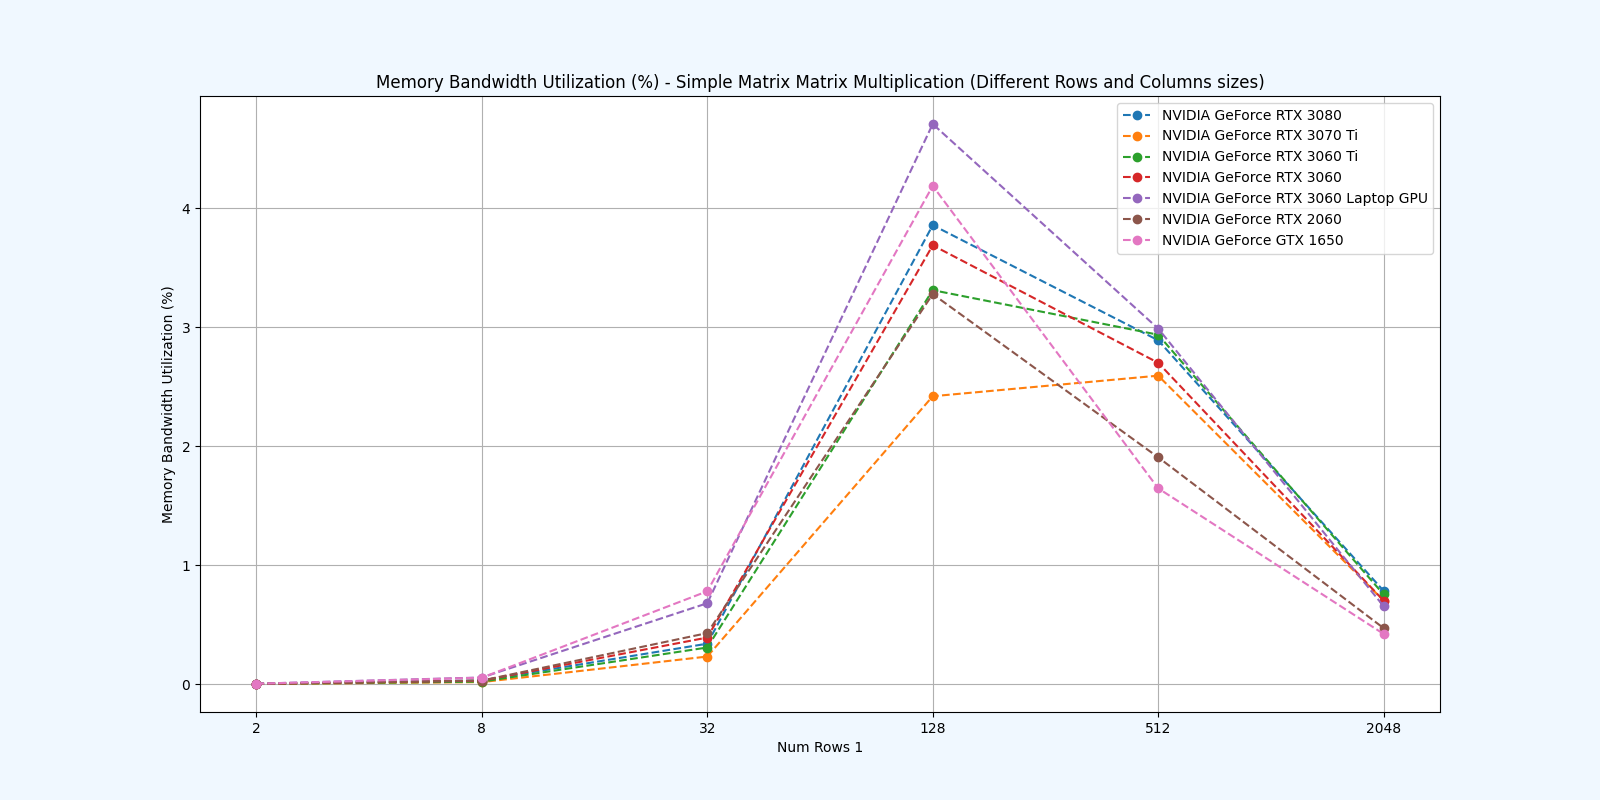 Memory Bandwidth Utilization (%) - Simple Matrix Matrix Multiplication (Different Rows and Columns sizes)
NVIDIA GeForce RTX 3080
NVIDIA GeForce RTX 3070 Ti
NVIDIA GeForce RTX 3060 Ti
NVIDIA GeForce RTX 3060
NVIDIA GeForce RTX 3060 Laptop GPU
NVIDIA GeForce RTX 2060
NVIDIA GeForce GTX 1650
Memory Bandwidth Utilization (%)
4
3
2
1
0
2 8 32 128 512 2048
Num Rows 1